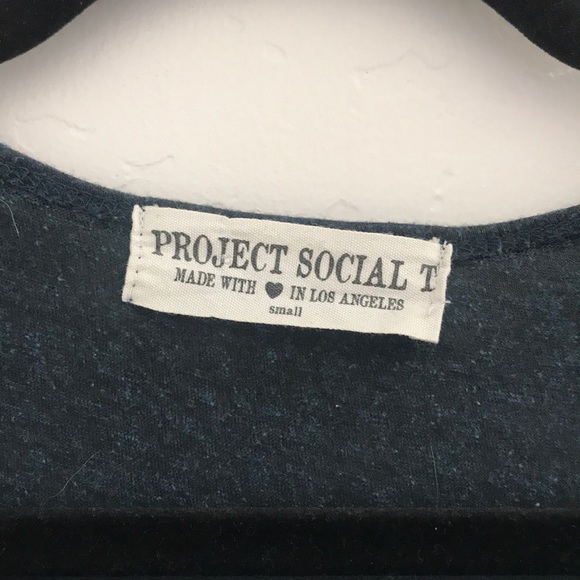 PROJECT SOCIAL T
MADE WITH ♥ IN LOS ANGELES
small